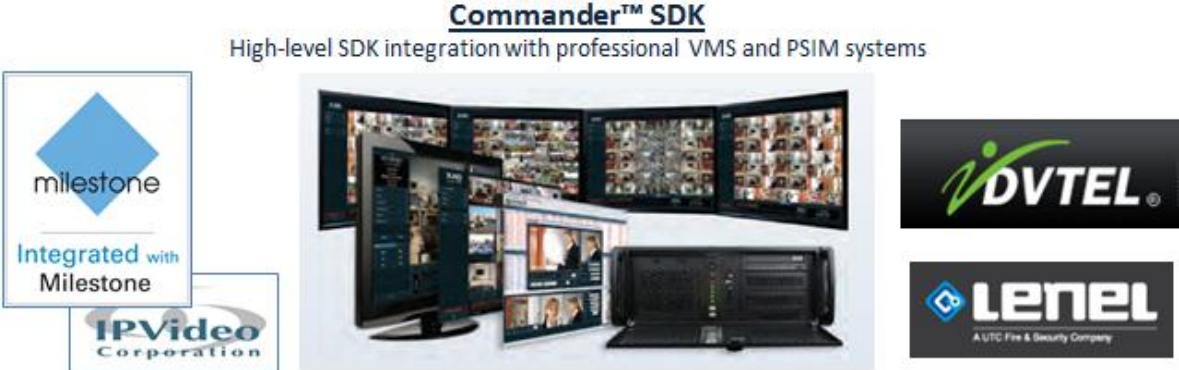 Commander™ SDK
High-level SDK integration with professional VMS and PSIM systems
milestone
Integrated with
Milestone
IPVideo
Corporation
DVTEL®
LENEL
A UTC Fire & Security Company